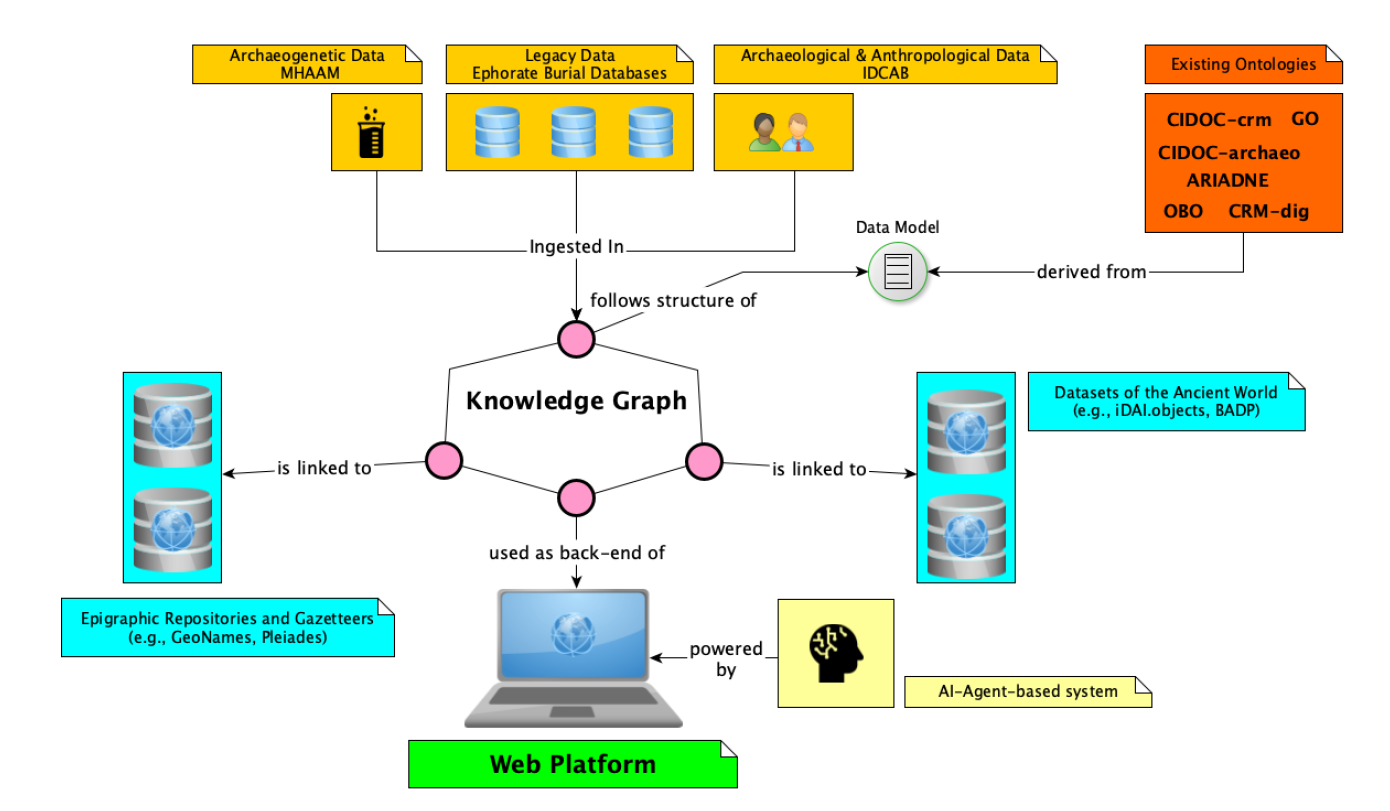 Archaeogenetic Data
MHAAM
Legacy Data
Ephorate Burial Databases
Archaeological & Anthropological Data
IDCAB
Existing Ontologies
CIDOC-crm GO
CIDOC-archaeo
ARIADNE
OBO CRM-dig
Ingested In
Data Model
derived from
follows structure of
Knowledge Graph
Datasets of the Ancient World
(e.g., iDAI.objects, BADP)
is linked to
is linked to
used as back-end of
Epigraphic Repositories and Gazetteers
(e.g., GeoNames, Pleiades)
powered
by
AI-Agent-based system
Web Platform